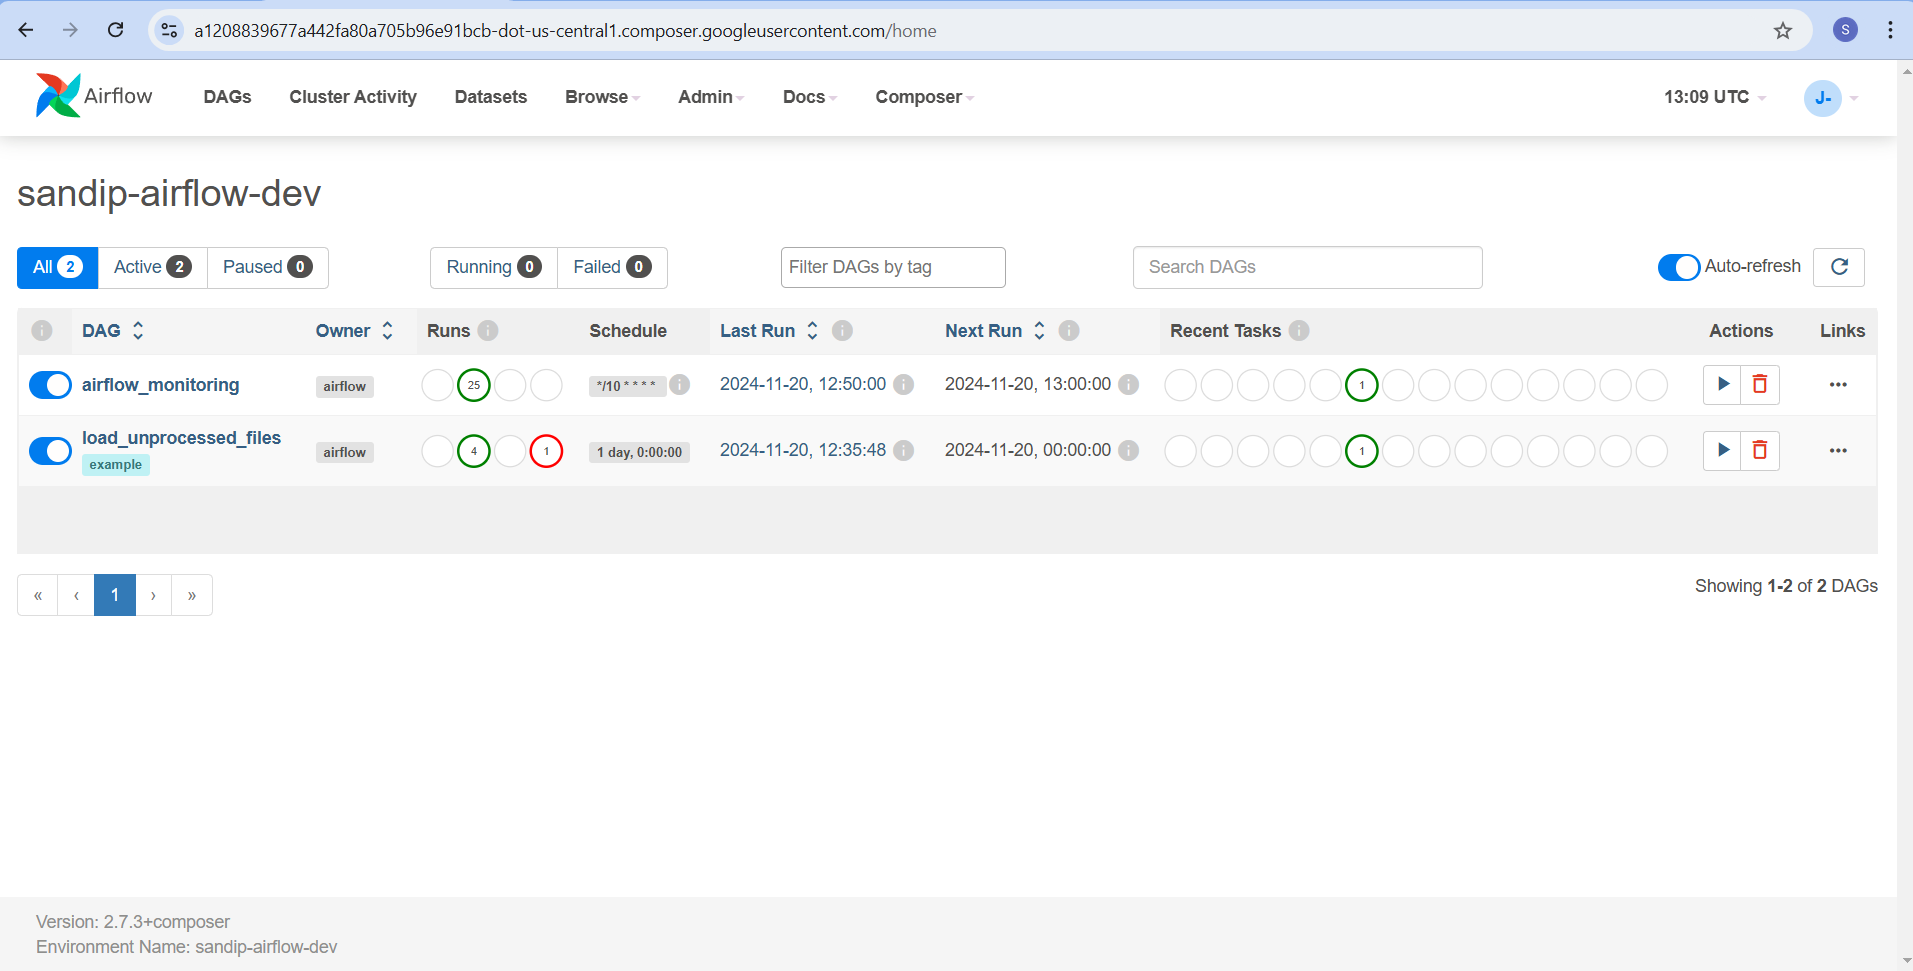 a1208839677a442fa80a705b96e91bcb-dot-us-central1.composer.googleusercontent.com/home
S
Airflow DAGs Cluster Activity Datasets Browse Admin Docs Composer 13:09 UTC J-
sandip-airflow-dev
All 2 Active 2 Paused 0 Running 0 Failed 0 Filter DAGs by tag Search DAGs Auto-refresh
i DAG Owner Runs i Schedule Last Run i Next Run i Recent Tasks i Actions Links
airflow_monitoring airflow 25 */10 * * * * i 2024-11-20, 12:50:00 i 2024-11-20, 13:00:00 i 1 •••
load_unprocessed_files airflow 4 1 1 day, 0:00:00 2024-11-20, 12:35:48 i 2024-11-20, 00:00:00 i 1 •••
example
« ‹ 1 › » Showing 1-2 of 2 DAGs
Version: 2.7.3+composer
Environment Name: sandip-airflow-dev